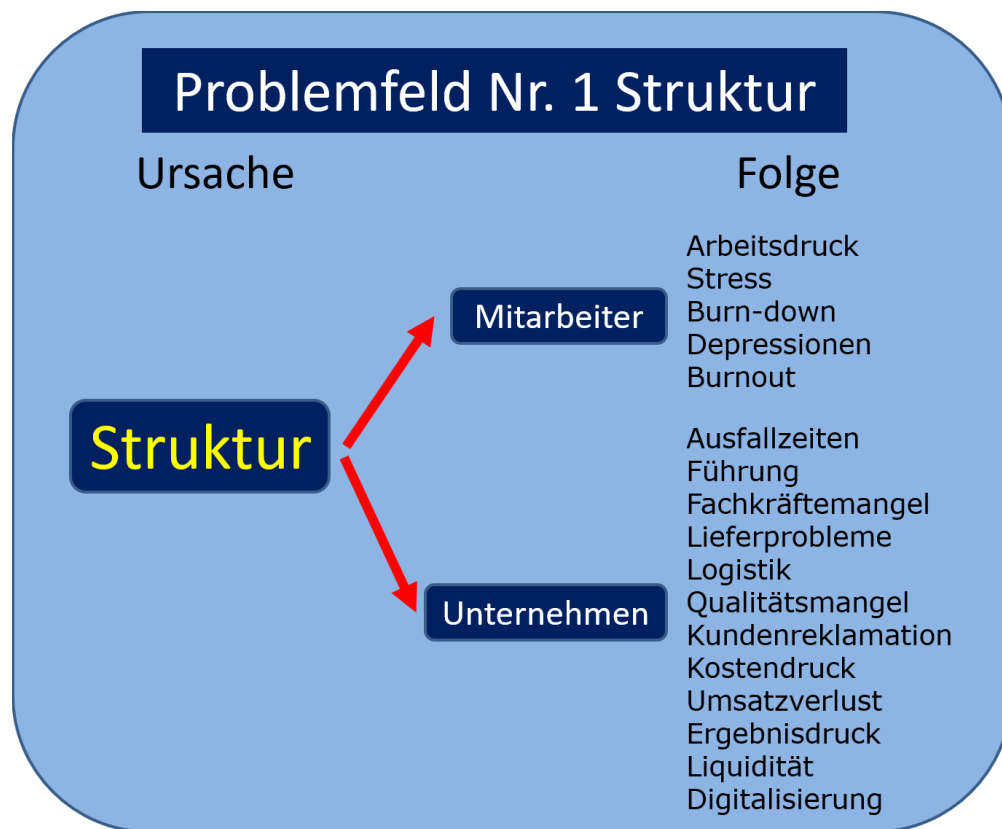 Problemfeld Nr. 1 Struktur
Ursache
Folge
Struktur
Mitarbeiter
Arbeitsdruck
Stress
Burn-down
Depressionen
Burnout
Unternehmen
Ausfallzeiten
Führung
Fachkräftemangel
Lieferprobleme
Logistik
Qualitätsmangel
Kundenreklamation
Kostendruck
Umsatzverlust
Ergebnisdruck
Liquidität
Digitalisierung